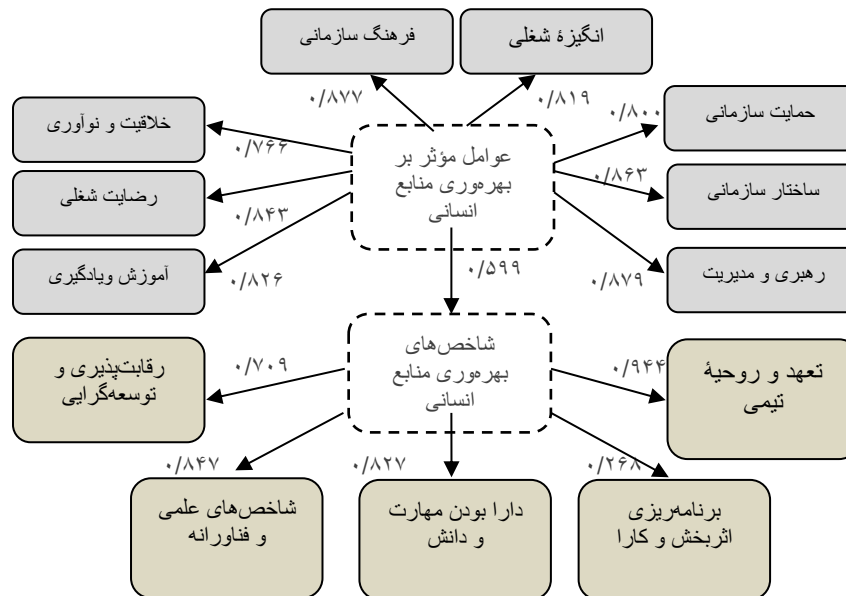 انگیزۀ شغلی
فرهنگ سازمانی
۰/۸۱۹
۰/۸۷۷
حمایت سازمانی
۰/۸۰۰
خلاقیت و نوآوری
۰/۷۶۶
عوامل مؤثر بر
بهره‌وری منابع
انسانی
ساختار سازمانی
۰/۸۶۳
رضایت شغلی
۰/۸۴۳
رهبری و مدیریت
۰/۸۷۹
آموزش ویادگیری
۰/۸۲۶
۰/۵۹۹
شاخص‌های
بهره‌وری منابع
انسانی
تعهد و روحیۀ
تیمی
۰/۹۴۴
رقابت‌پذیری و
توسعه‌گرایی
۰/۷۰۹
۰/۲۶۸
۰/۸۲۷
۰/۸۴۷
برنامه‌ریزی
اثربخش و کارا
دارا بودن مهارت
و دانش
شاخص‌های علمی
و فناورانه